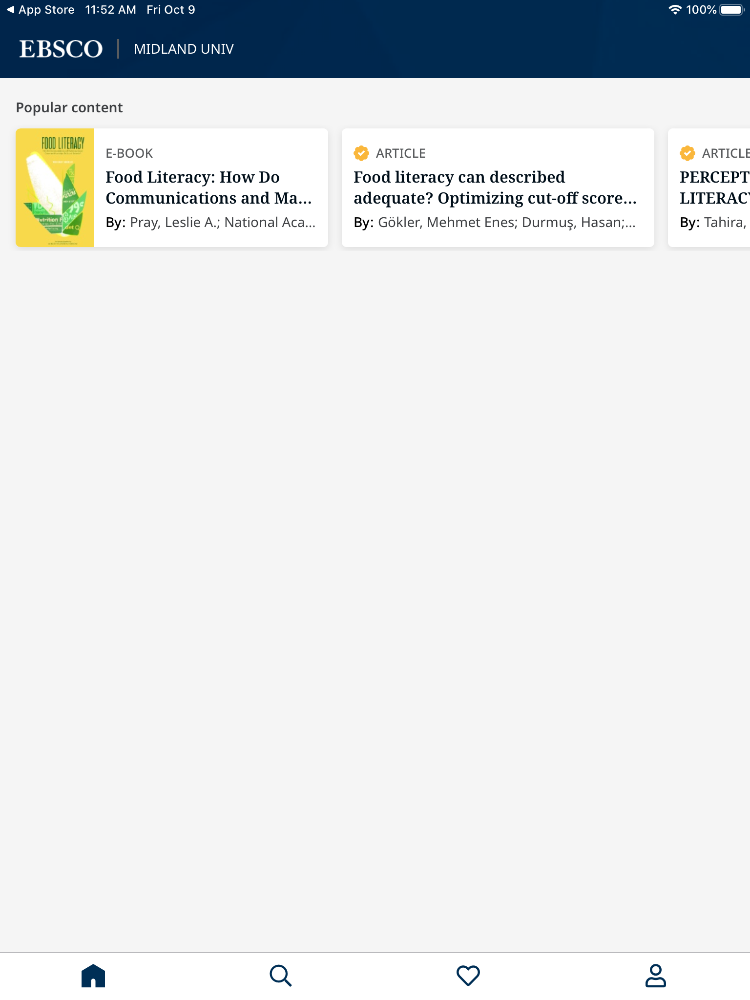 App Store 11:52 AM Fri Oct 9 100%
EBSCO MIDLAND UNIV
Popular content
FOOD LITERACY
E-BOOK
Food Literacy: How Do
Communications and Ma...
By: Pray, Leslie A.; National Aca...
ARTICLE
Food literacy can described
adequate? Optimizing cut-off score...
By: Gökler, Mehmet Enes; Durmuş, Hasan;...
ARTICLE
PERCEPT
LITERACY
By: Tahira,